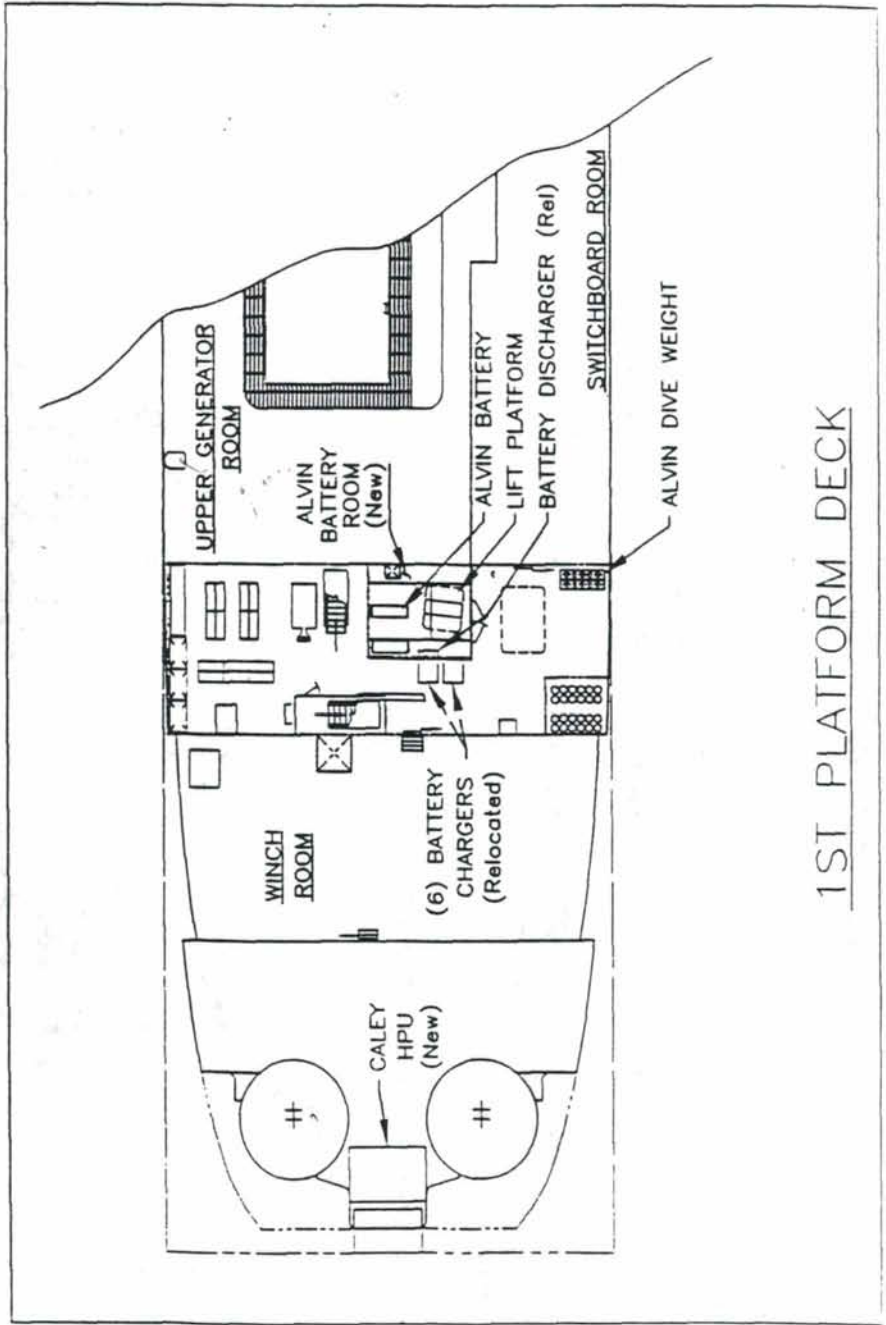 UPPER GENERATOR
ROOM
ALVIN
BATTERY
ROOM
(New)
ALVIN BATTERY
LIFT PLATFORM
BATTERY DISCHARGER (Rel)
SWITCHBOARD ROOM
ALVIN DIVE WEIGHT
WINCH
ROOM
(6) BATTERY
CHARGERS
(Relocated)
CALEY
HPU
(New)
1ST PLATFORM DECK